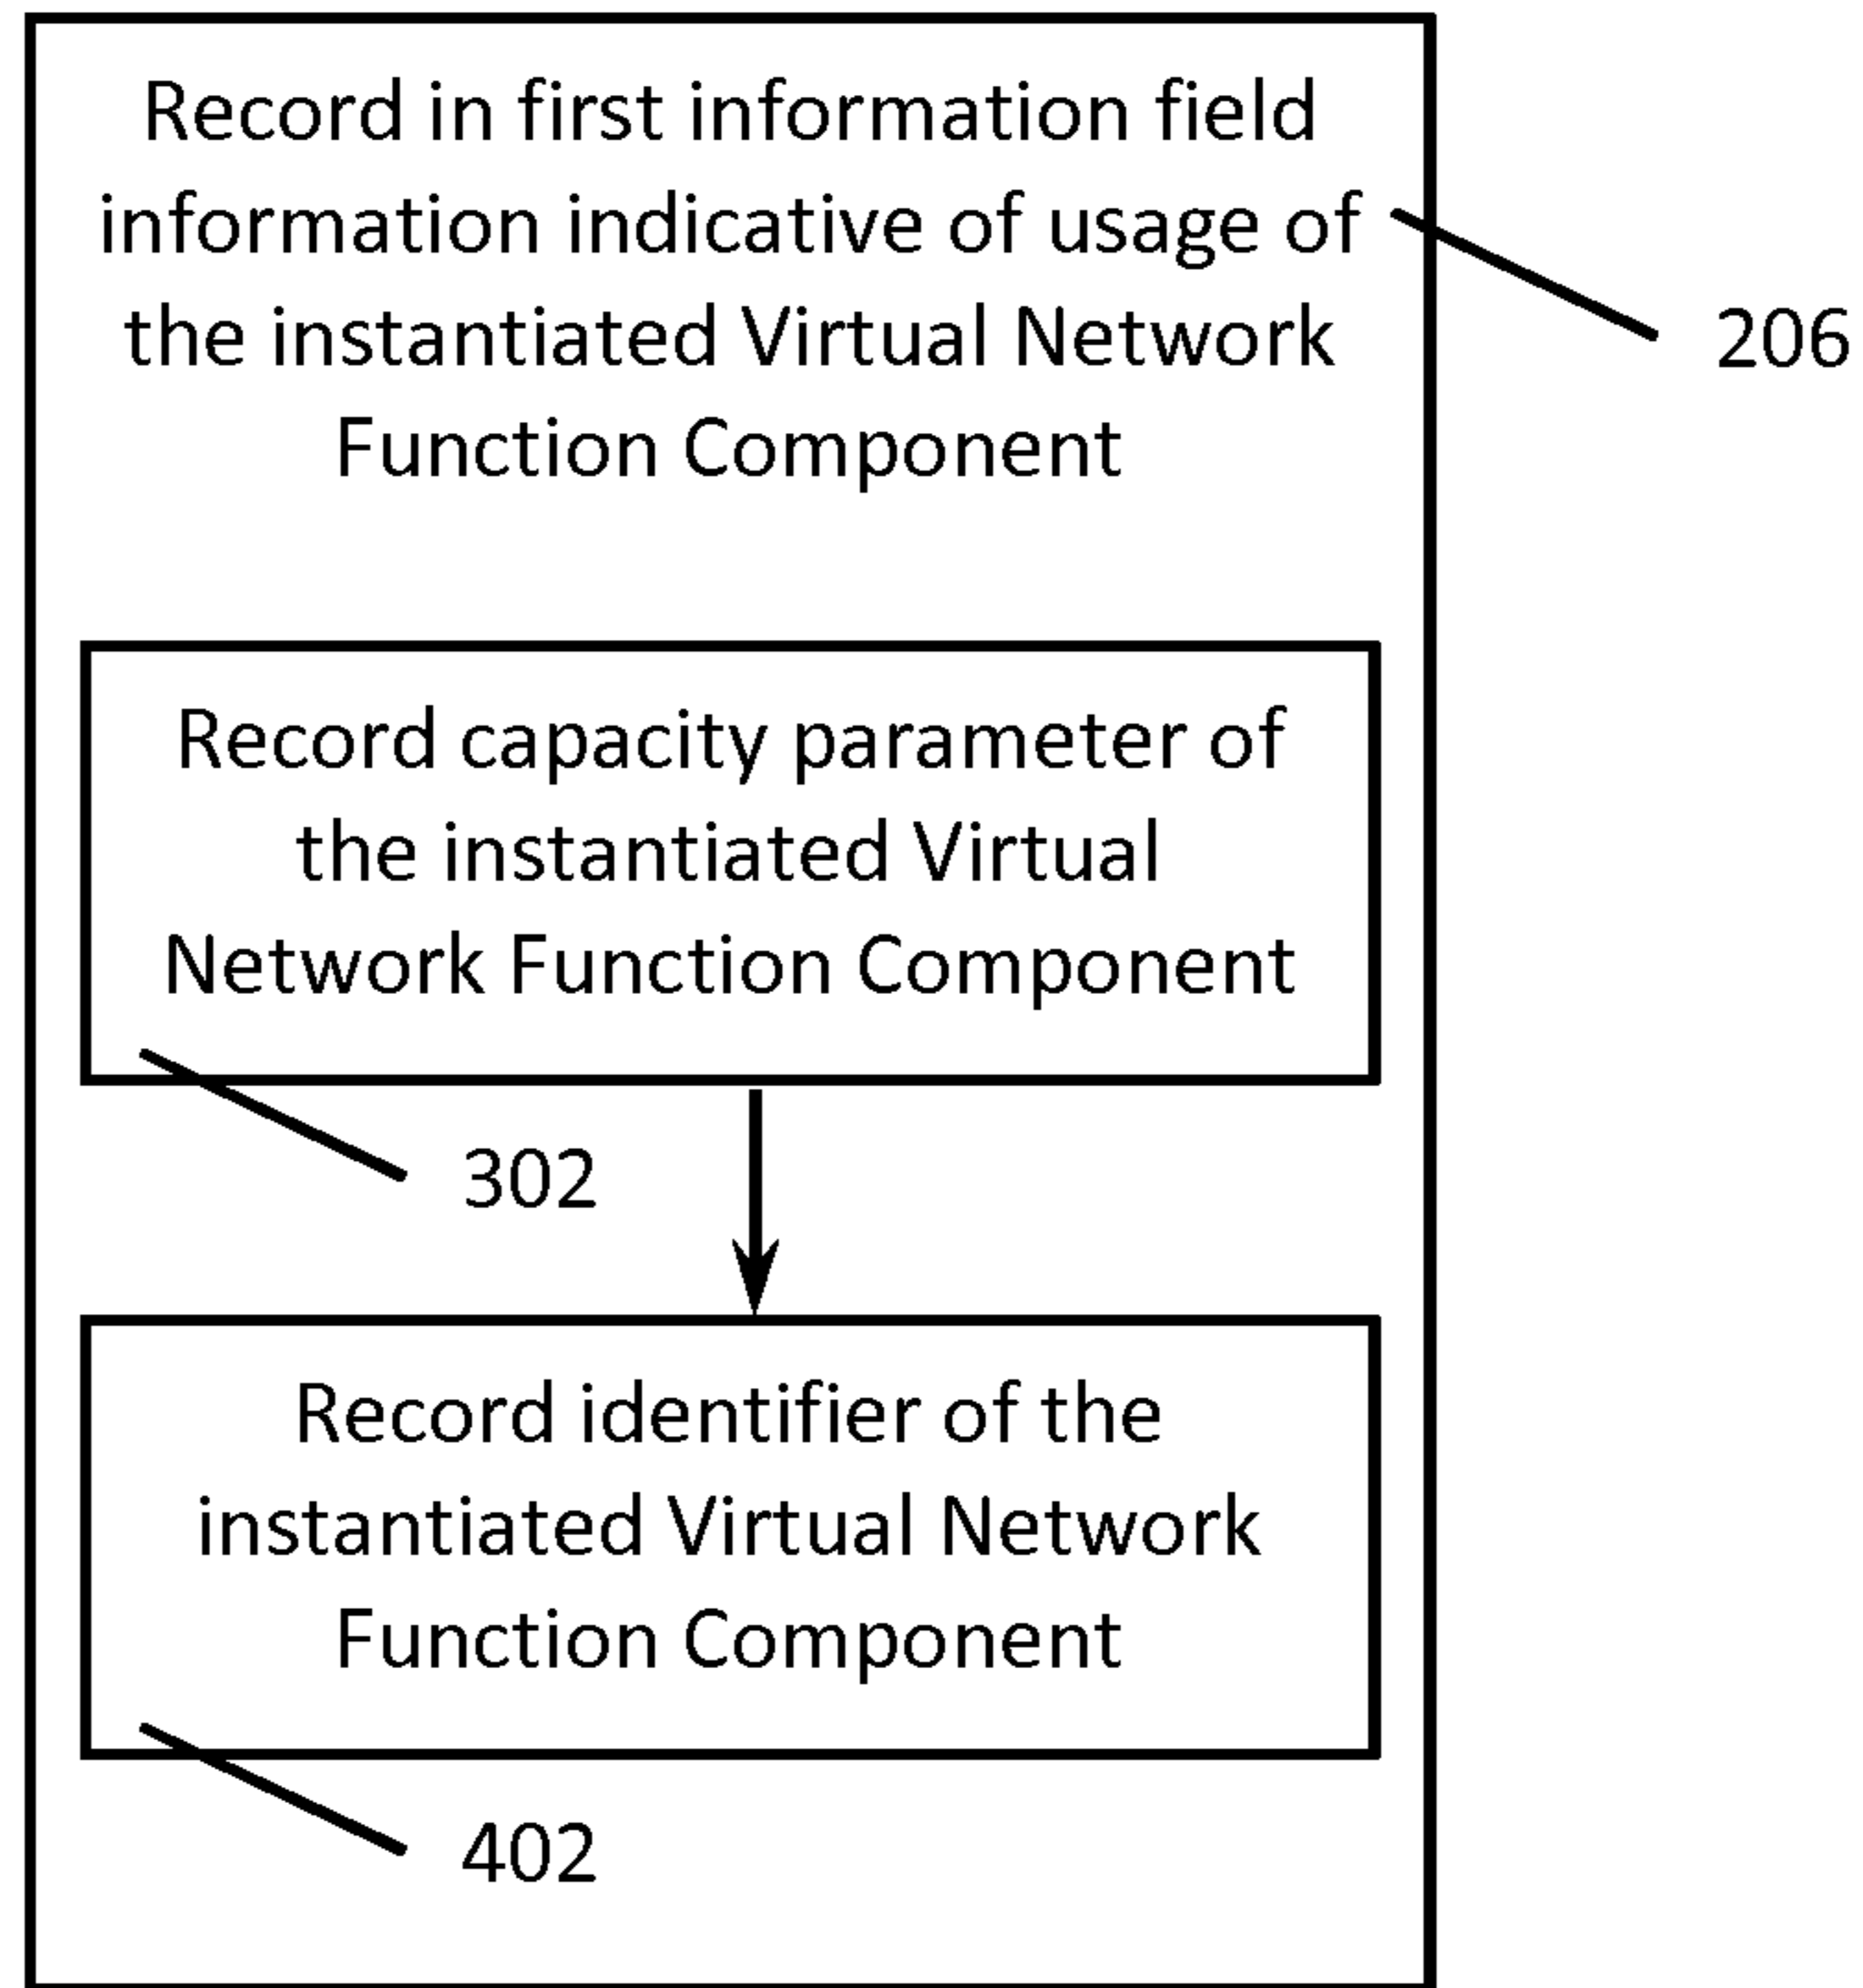 Record in first information field
information indicative of usage of
the instantiated Virtual Network
Function Component
206
Record capacity parameter of
the instantiated Virtual
Network Function Component
302
Record identifier of the
instantiated Virtual Network
Function Component
402